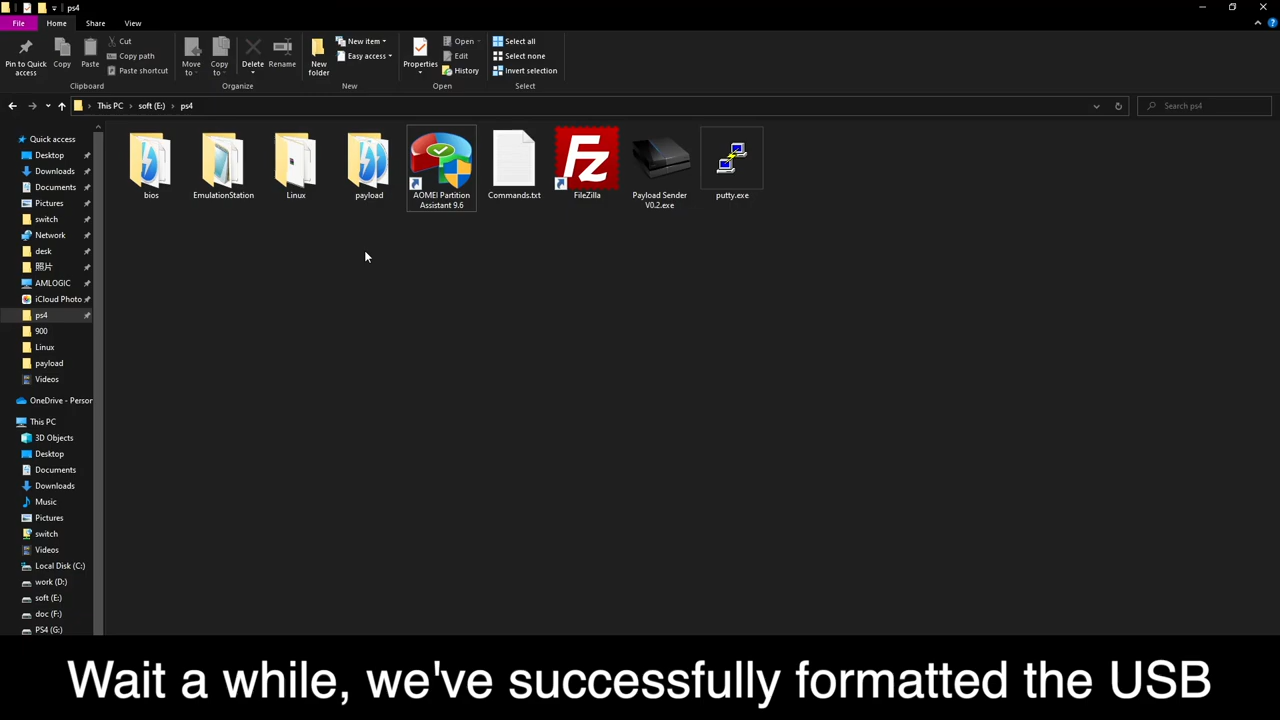 ps4
File Home Share View
Pin to Quick access
Copy
Paste
Cut
Copy path
Paste shortcut
Clipboard
Move to
Copy to
Delete
Rename
Organize
New folder
New item
Easy access
New
Properties
Open
Edit
History
Open
Select all
Select none
Invert selection
Select
This PC > soft (E:) > ps4
Search ps4
Quick access
Desktop
Downloads
Documents
Pictures
switch
Network
desk
照片
AMLOGIC
iCloud Photo
ps4
900
Linux
payload
Videos
OneDrive - Person
This PC
3D Objects
Desktop
Documents
Downloads
Music
Pictures
switch
Videos
Local Disk (C:)
work (D:)
soft (E:)
doc (F:)
PS4 (G:)
bios
EmulationStation
Linux
payload
AOMEI Partition
Assistant 9.6
Commands.txt
FileZilla
Payload Sender
V0.2.exe
putty.exe
Wait a while, we've successfully formatted the USB